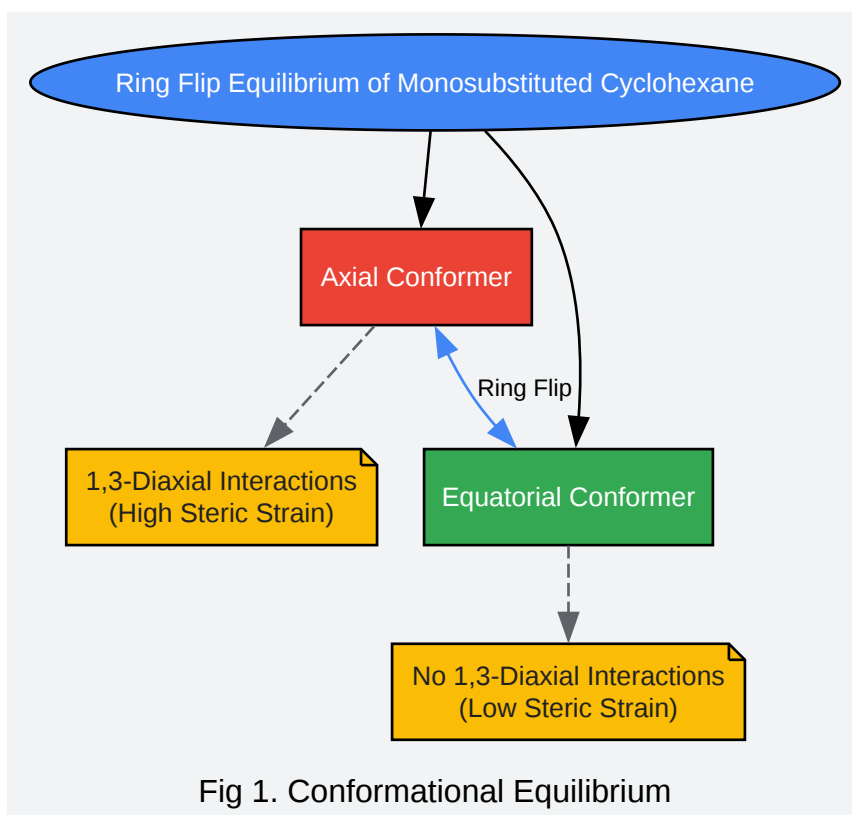 Ring Flip Equilibrium of Monosubstituted Cyclohexane
Axial Conformer
Ring Flip
1,3-Diaxial Interactions
(High Steric Strain)
Equatorial Conformer
No 1,3-Diaxial Interactions
(Low Steric Strain)
Fig 1. Conformational Equilibrium